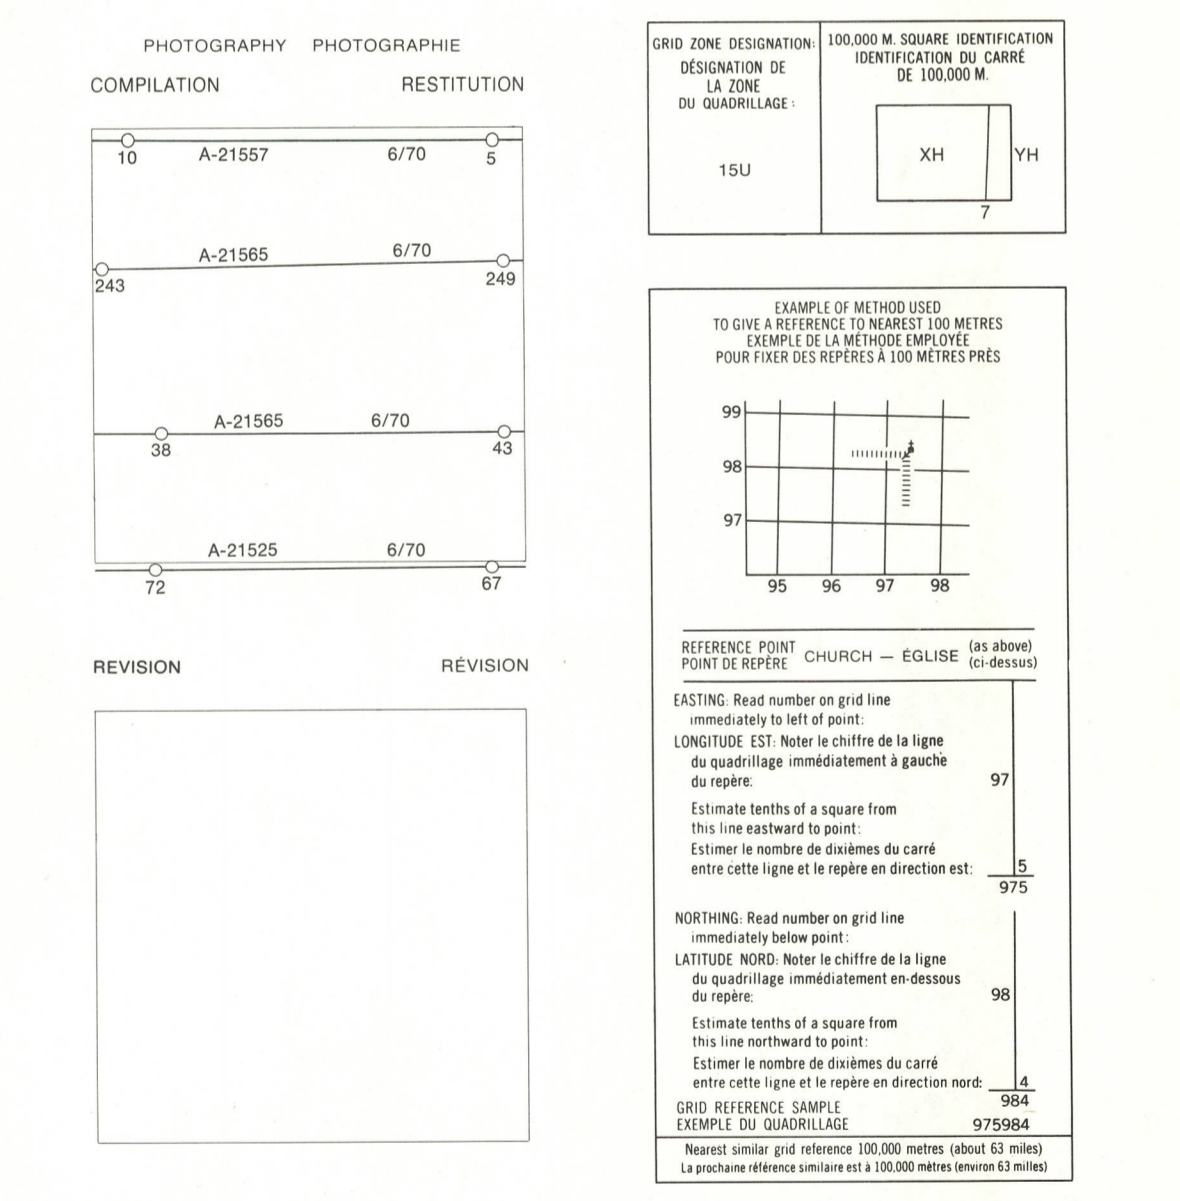 PHOTOGRAPHY PHOTOGRAPHIE
COMPILATION RESTITUTION
10 A-21557 6/70 5
A-21565 6/70
243 249
A-21565 6/70
38 43
A-21525 6/70
72 67
REVISION RÉVISION
GRID ZONE DESIGNATION:
DÉSIGNATION DE
LA ZONE
DU QUADRILLAGE :
15U
100,000 M. SQUARE IDENTIFICATION
IDENTIFICATION DU CARRÉ
DE 100,000 M.
XH YH
7
EXAMPLE OF METHOD USED
TO GIVE A REFERENCE TO NEAREST 100 METRES
EXEMPLE DE LA MÉTHODE EMPLOYÉE
POUR FIXER DES REPÈRES À 100 MÈTRES PRÈS
99
98
97
95 96 97 98
REFERENCE POINT
POINT DE REPÈRE
CHURCH — ÉGLISE
(as above)
(ci-dessus)
EASTING: Read number on grid line
immediately to left of point:
LONGITUDE EST: Noter le chiffre de la ligne
du quadrillage immédiatement à gauche
du repère: 97
Estimate tenths of a square from
this line eastward to point:
Estimer le nombre de dixièmes du carré
entre cette ligne et le repère en direction est: 5
975
NORTHING: Read number on grid line
immediately below point:
LATITUDE NORD: Noter le chiffre de la ligne
du quadrillage immédiatement en-dessous
du repère: 98
Estimate tenths of a square from
this line northward to point:
Estimer le nombre de dixièmes du carré
entre cette ligne et le repère en direction nord: 4
984
GRID REFERENCE SAMPLE
EXEMPLE DU QUADRILLAGE 975984
Nearest similar grid reference 100,000 metres (about 63 miles)
La prochaine référence similaire est à 100,000 mètres (environ 63 milles)